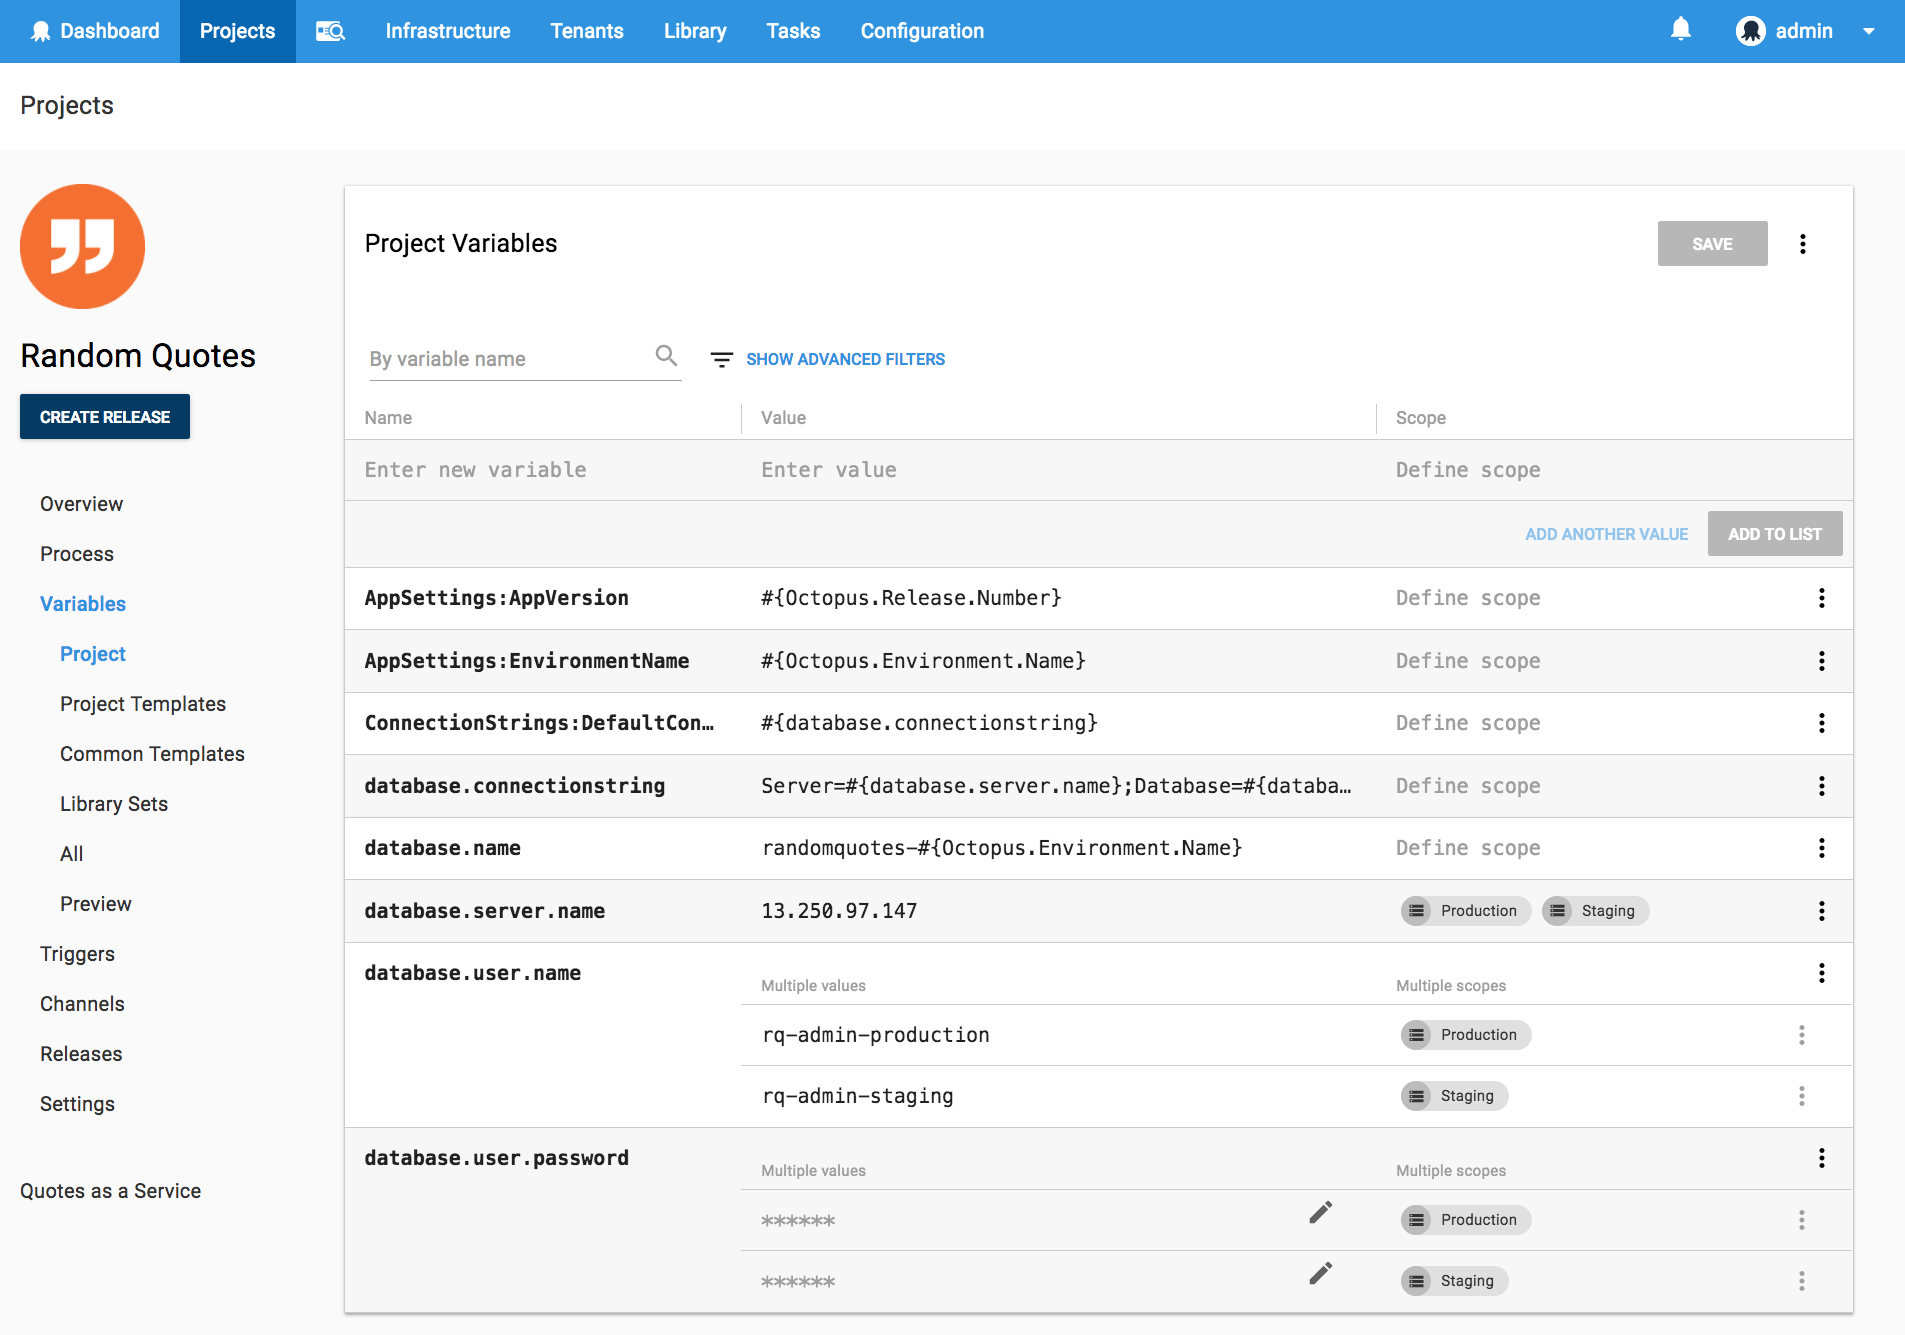 Dashboard Projects Infrastructure Tenants Library Tasks Configuration admin
Projects
Random Quotes
CREATE RELEASE
Overview
Process
Variables
Project
Project Templates
Common Templates
Library Sets
All
Preview
Triggers
Channels
Releases
Settings
Quotes as a Service
Project Variables SAVE
By variable name SHOW ADVANCED FILTERS
Name Value Scope
Enter new variable Enter value Define scope
ADD ANOTHER VALUE ADD TO LIST
AppSettings:AppVersion #{Octopus.Release.Number} Define scope
AppSettings:EnvironmentName #{Octopus.Environment.Name} Define scope
ConnectionStrings:DefaultCon… #{database.connectionstring} Define scope
database.connectionstring Server=#{database.server.name};Database=#{databa… Define scope
database.name randomquotes-#{Octopus.Environment.Name} Define scope
database.server.name 13.250.97.147 Production Staging
database.user.name Multiple values Multiple scopes
rq-admin-production Production
rq-admin-staging Staging
database.user.password Multiple values Multiple scopes
****** Production
****** Staging